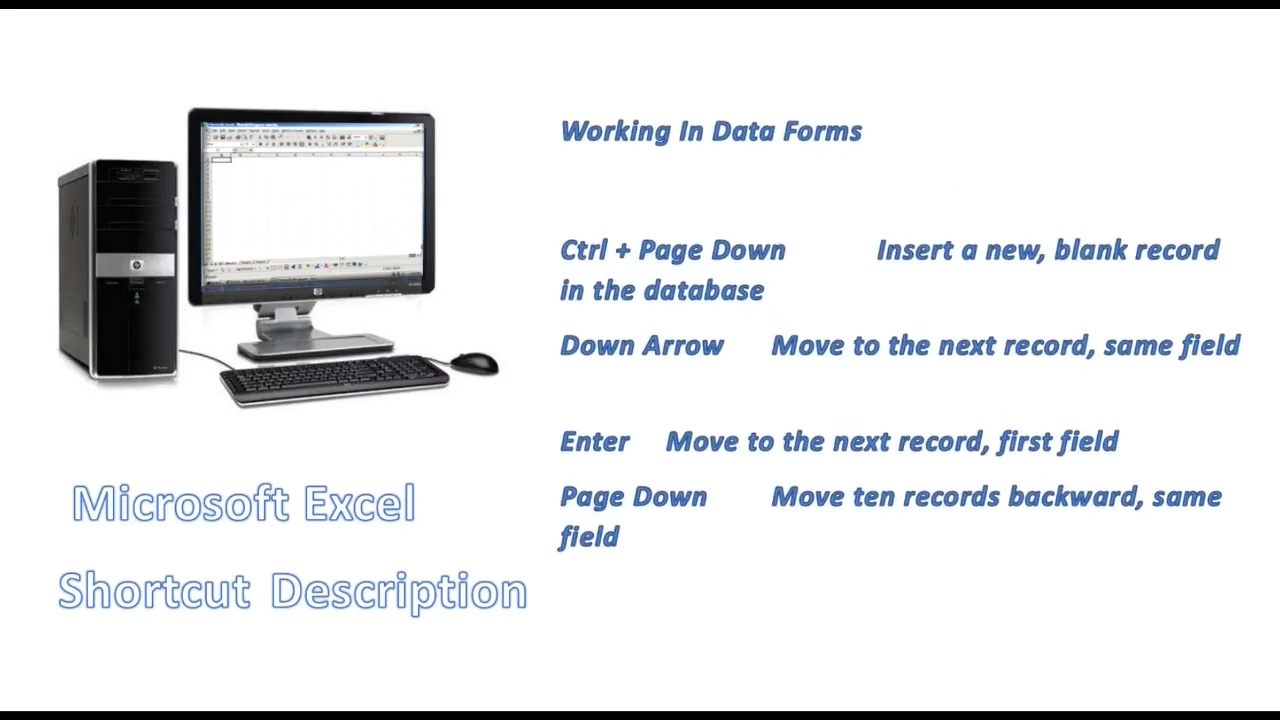 Working In Data Forms
Ctrl + Page Down Insert a new, blank record
in the database
Down Arrow Move to the next record, same field
Enter Move to the next record, first field
Page Down Move ten records backward, same
field
Microsoft Excel
Shortcut Description